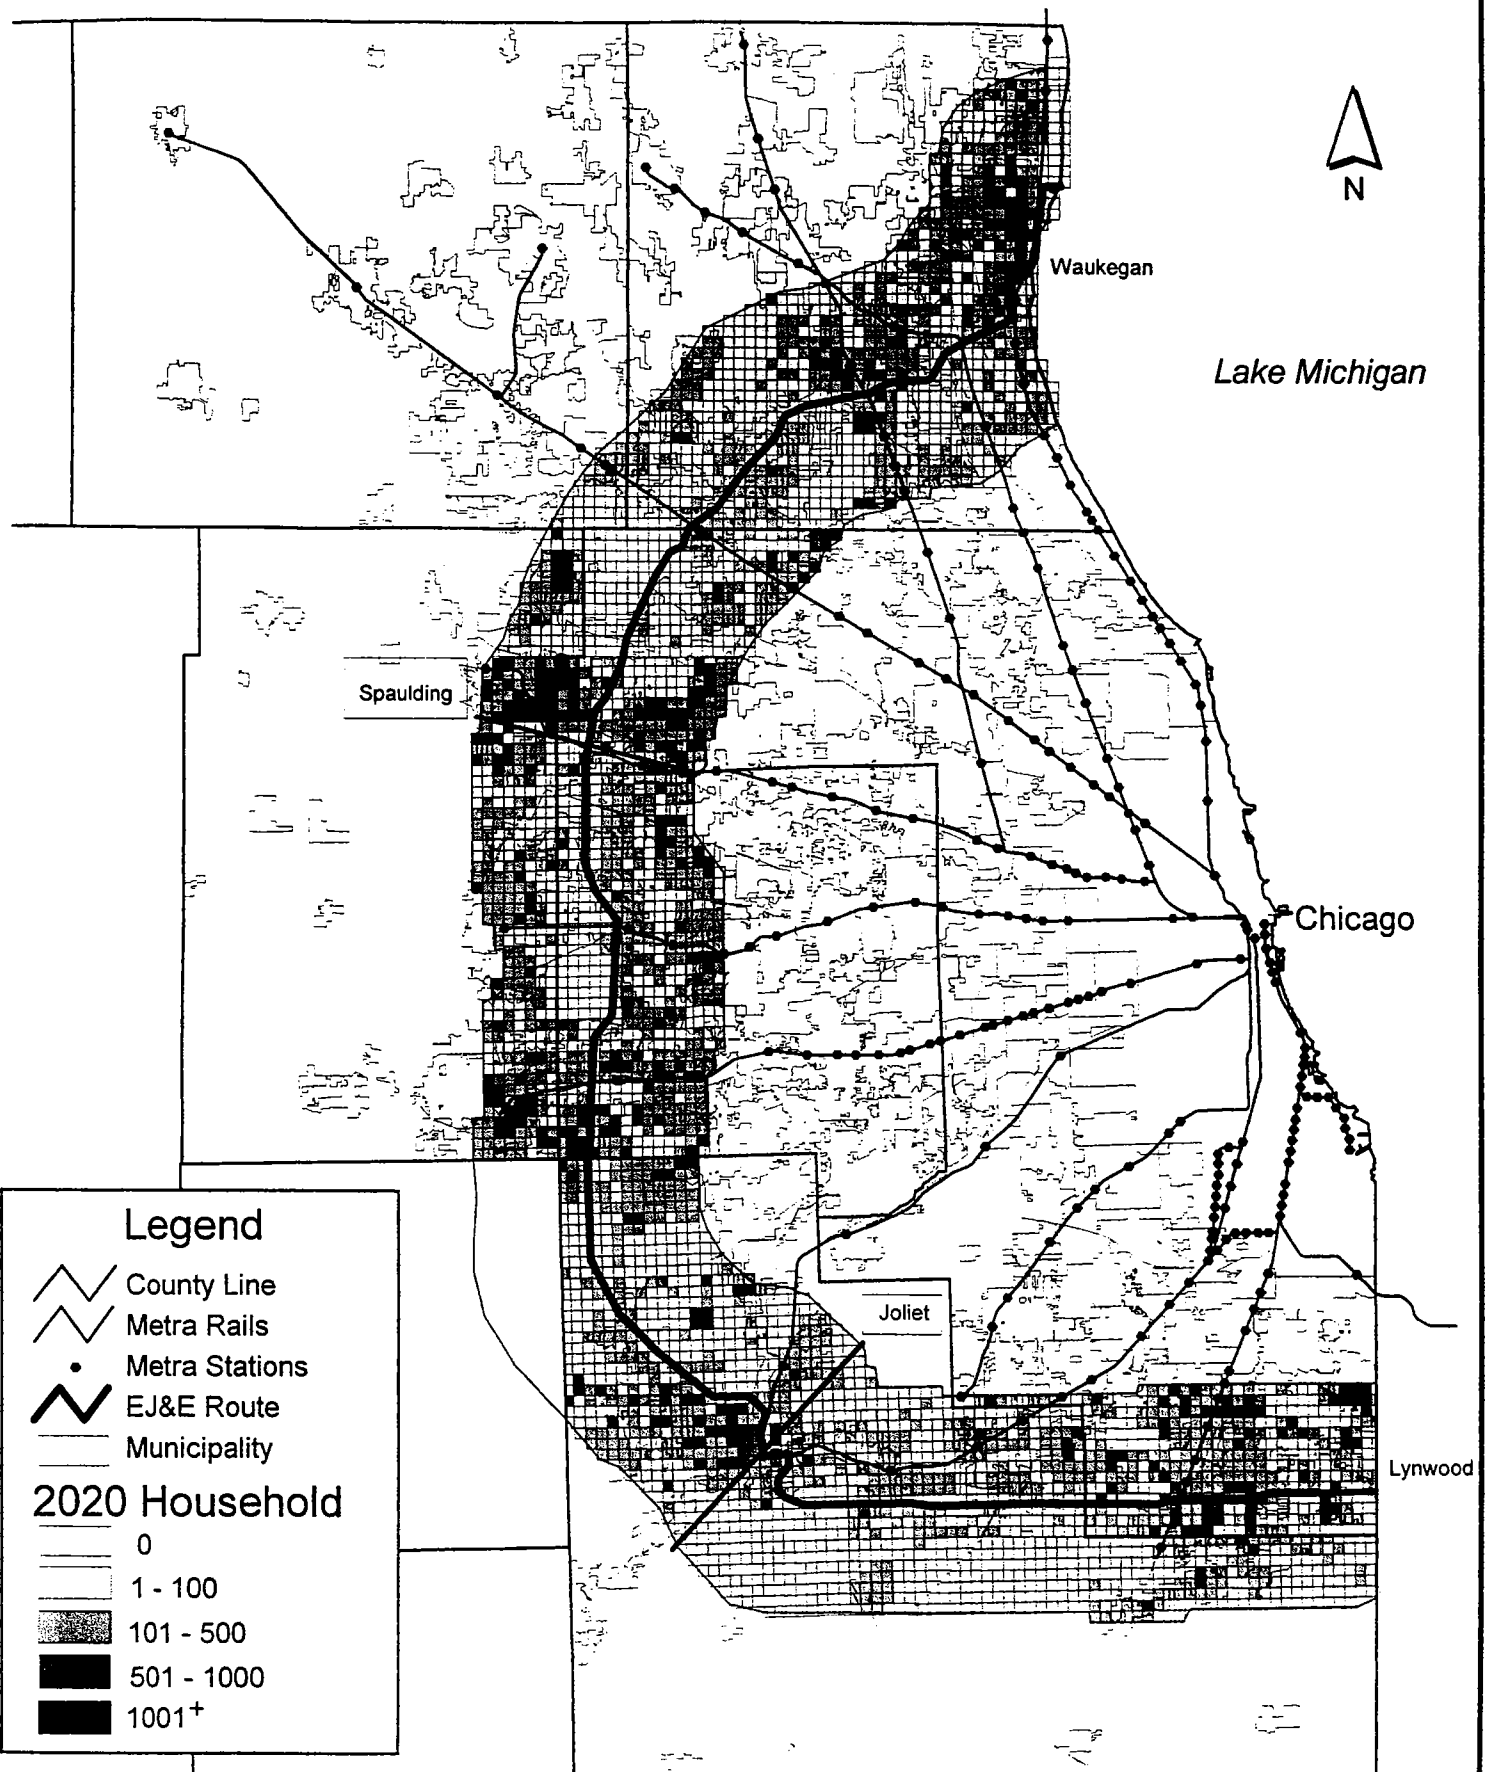 N
Waukegan
Lake Michigan
Spaulding
Chicago
Joliet
Lynwood
Legend
County Line
Metra Rails
Metra Stations
EJ&E Route
Municipality
2020 Household
0
1 - 100
101 - 500
501 - 1000
1001+